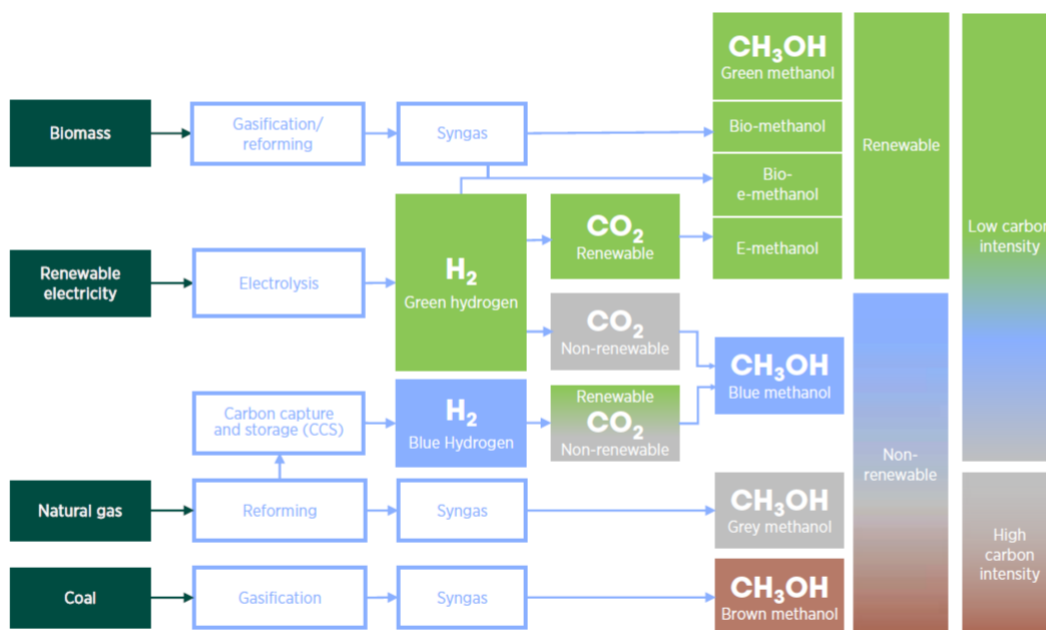 CH₃OH
Green methanol
Biomass
Gasification/
reforming
Syngas
Bio-methanol
Renewable
Bio-
e-methanol
Low carbon
intensity
Renewable
electricity
Electrolysis
H₂
Green hydrogen
CO₂
Renewable
E-methanol
CO₂
Non-renewable
CH₃OH
Blue methanol
Carbon capture
and storage (CCS)
H₂
Blue Hydrogen
Renewable
CO₂
Non-renewable
Non-
renewable
Natural gas
Reforming
Syngas
CH₃OH
Grey methanol
High
carbon
intensity
Coal
Gasification
Syngas
CH₃OH
Brown methanol